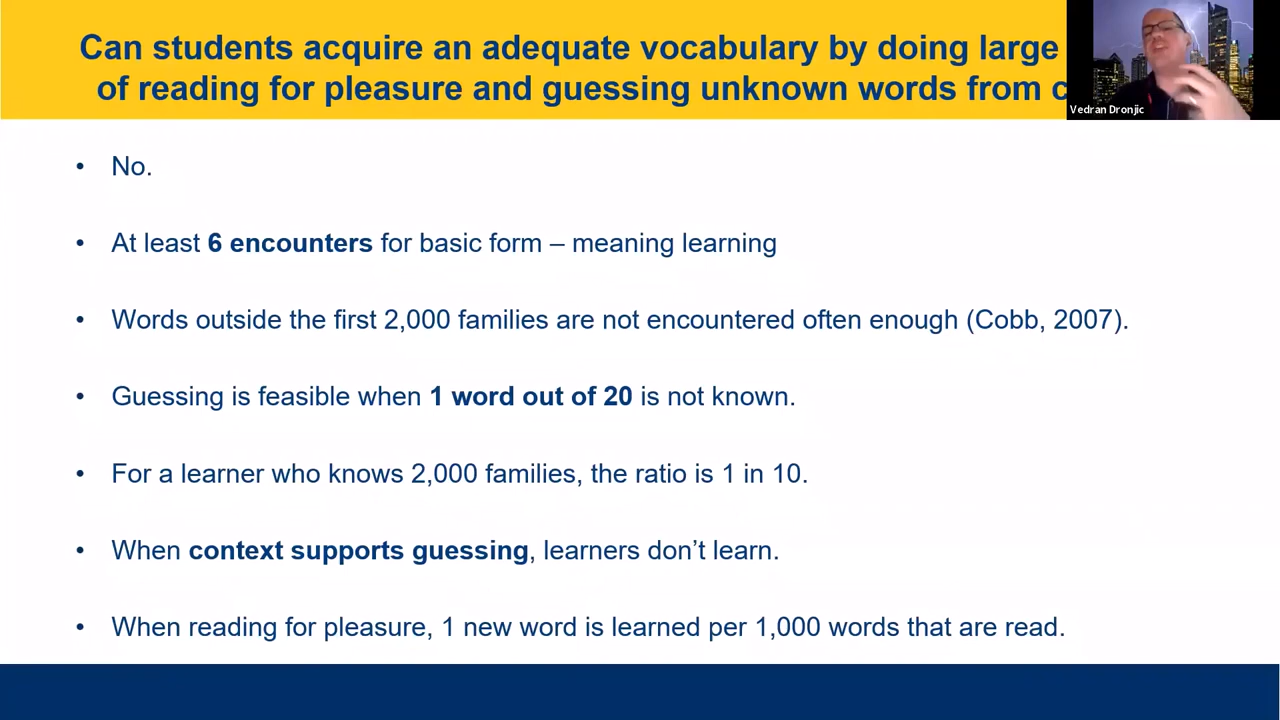 Can students acquire an adequate vocabulary by doing large
of reading for pleasure and guessing unknown words from c
Vedran Dronjic
• No.
• At least 6 encounters for basic form – meaning learning
• Words outside the first 2,000 families are not encountered often enough (Cobb, 2007).
• Guessing is feasible when 1 word out of 20 is not known.
• For a learner who knows 2,000 families, the ratio is 1 in 10.
• When context supports guessing, learners don’t learn.
• When reading for pleasure, 1 new word is learned per 1,000 words that are read.